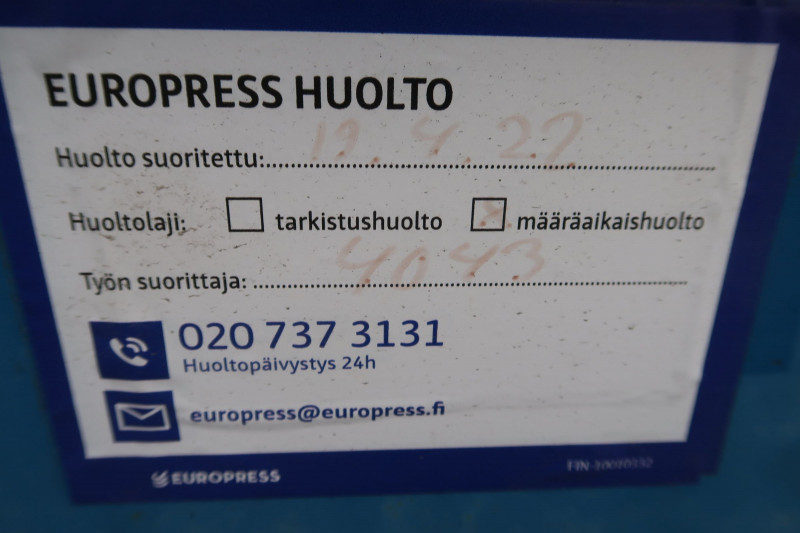 EUROPRESS HUOLTO
Huolto suoritettu: 19.4.22
Huoltolaji: tarkistushuolto x määräaikaishuolto
Työn suorittaja: 4043
020 737 3131
Huoltopäivystys 24h
europress@europress.fi
EUROPRESS